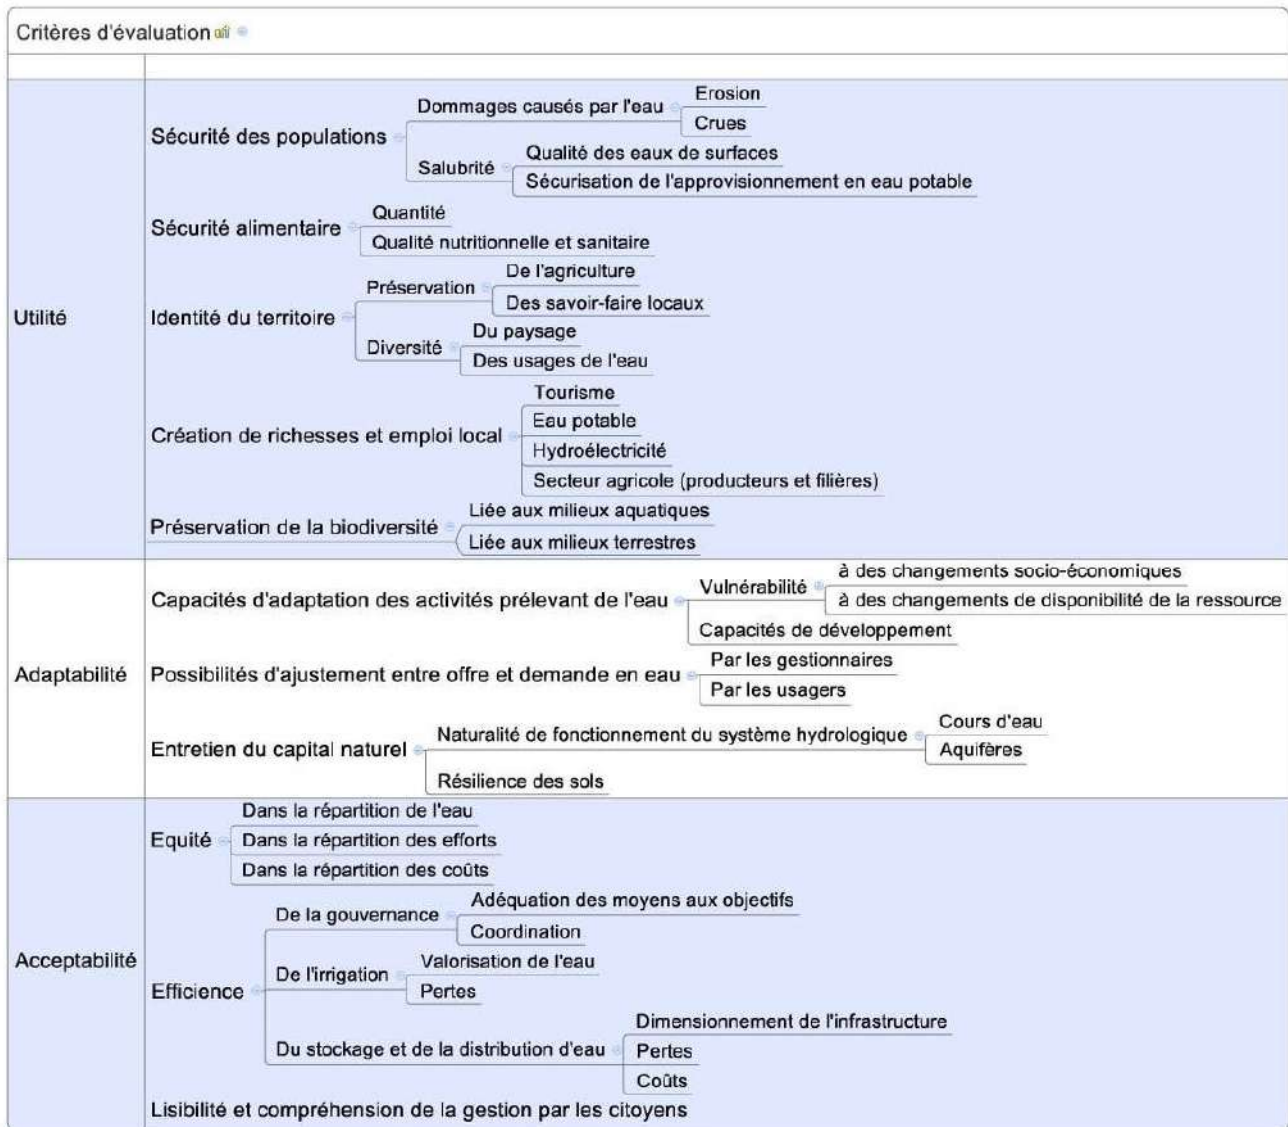 Critères d'évaluation
Utilité
Sécurité des populations
Dommages causés par l'eau
Erosion
Crues
Salubrité
Qualité des eaux de surfaces
Sécurisation de l'approvisionnement en eau potable
Sécurité alimentaire
Quantité
Qualité nutritionnelle et sanitaire
Identité du territoire
Préservation
De l'agriculture
Des savoir-faire locaux
Diversité
Du paysage
Des usages de l'eau
Création de richesses et emploi local
Tourisme
Eau potable
Hydroélectricité
Secteur agricole (producteurs et filières)
Préservation de la biodiversité
Liée aux milieux aquatiques
Liée aux milieux terrestres
Adaptabilité
Capacités d'adaptation des activités prélevant de l'eau
Vulnérabilité
à des changements socio-économiques
à des changements de disponibilité de la ressource
Capacités de développement
Possibilités d'ajustement entre offre et demande en eau
Par les gestionnaires
Par les usagers
Entretien du capital naturel
Naturalité de fonctionnement du système hydrologique
Cours d'eau
Aquifères
Résilience des sols
Acceptabilité
Equité
Dans la répartition de l'eau
Dans la répartition des efforts
Dans la répartition des coûts
Efficience
De la gouvernance
Adéquation des moyens aux objectifs
Coordination
De l'irrigation
Valorisation de l'eau
Pertes
Du stockage et de la distribution d'eau
Dimensionnement de l'infrastructure
Pertes
Coûts
Lisibilité et compréhension de la gestion par les citoyens